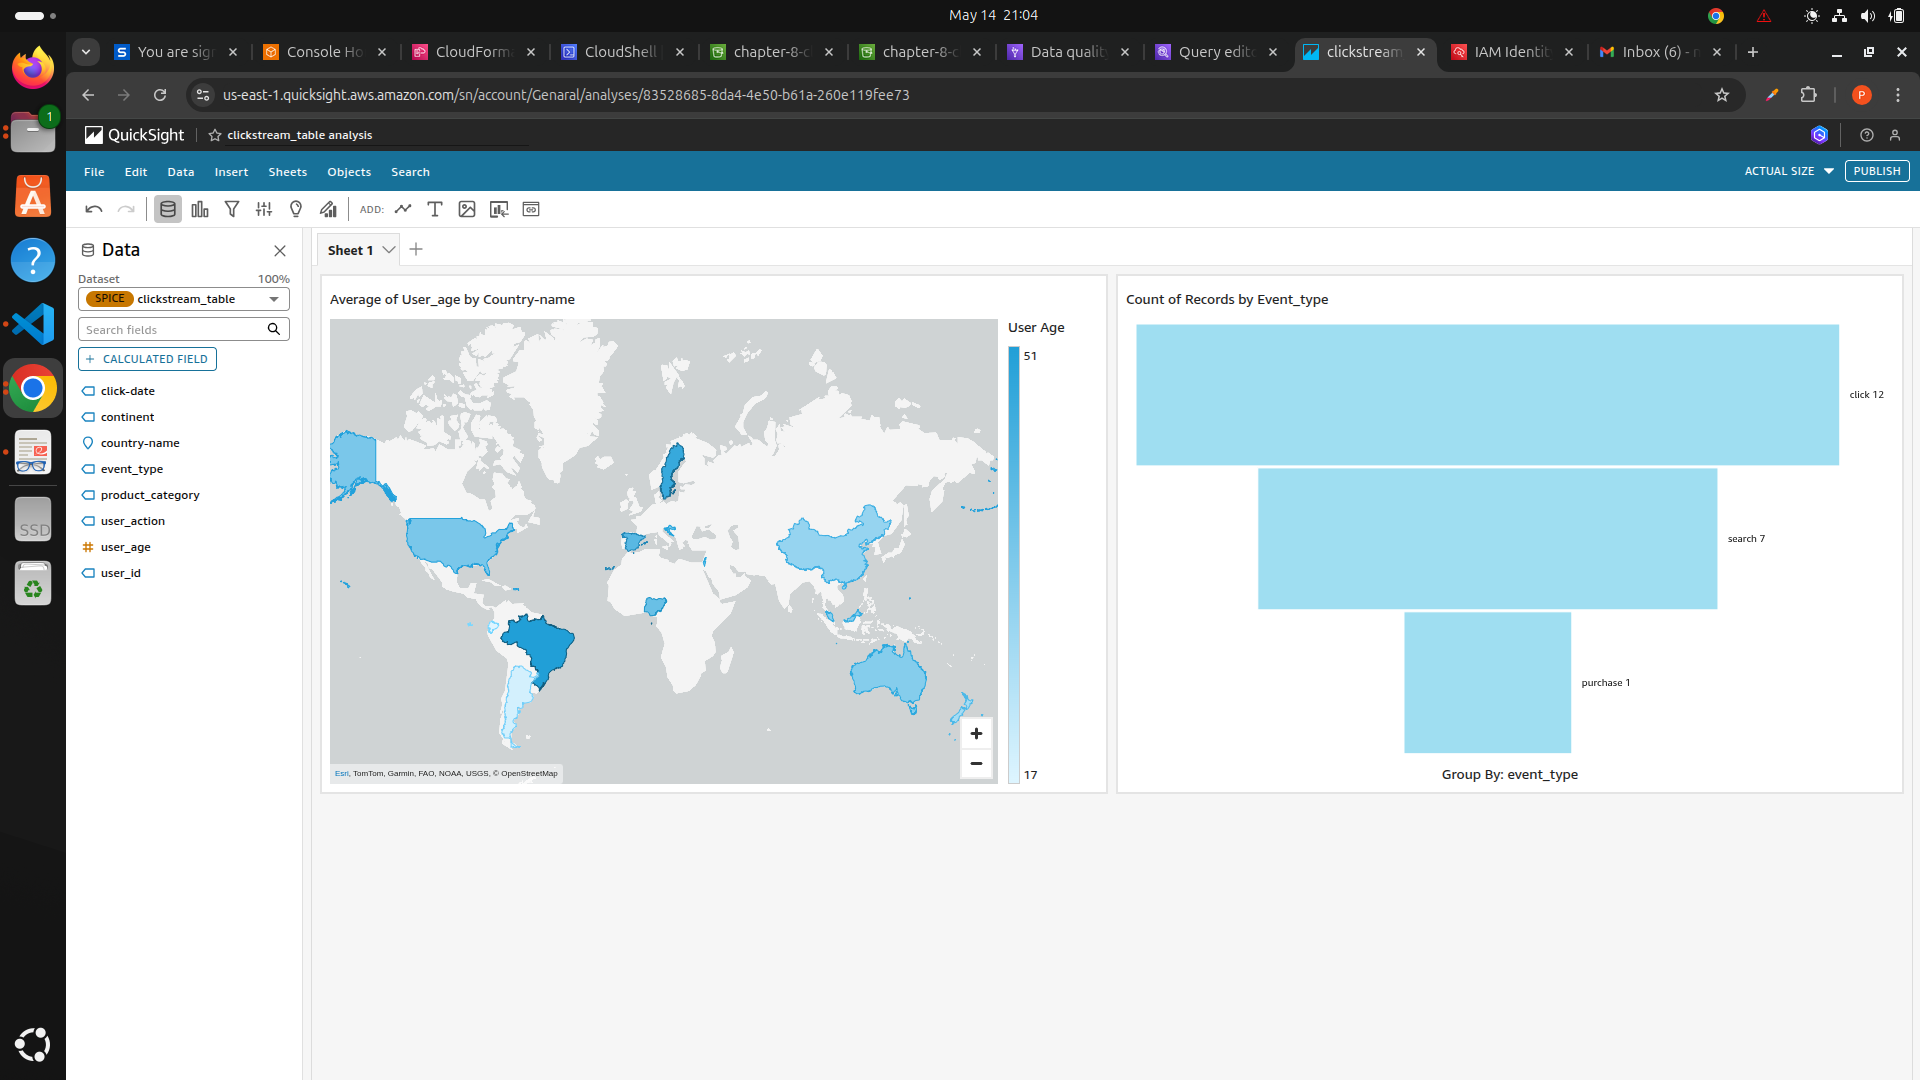 May 14 21:04
You are sig
Console Ho
CloudForm
CloudShell
chapter-8-c
chapter-8-c
Data quality
Query edito
clickstream
IAM Identit
Inbox (6) -
us-east-1.quicksight.aws.amazon.com/sn/account/Genaral/analyses/83528685-8da4-4e50-b61a-260e119fee73
P
1
QuickSight
clickstream_table analysis
File
Edit
Data
Insert
Sheets
Objects
Search
ACTUAL SIZE
PUBLISH
ADD:
Data
Dataset
100%
SPICE clickstream_table
Search fields
+ CALCULATED FIELD
click-date
continent
country-name
event_type
product_category
user_action
user_age
user_id
SSD
Sheet 1
Average of User_age by Country-name
User Age
51
17
Esri, TomTom, Garmin, FAO, NOAA, USGS, © OpenStreetMap
Count of Records by Event_type
click 12
search 7
purchase 1
Group By: event_type